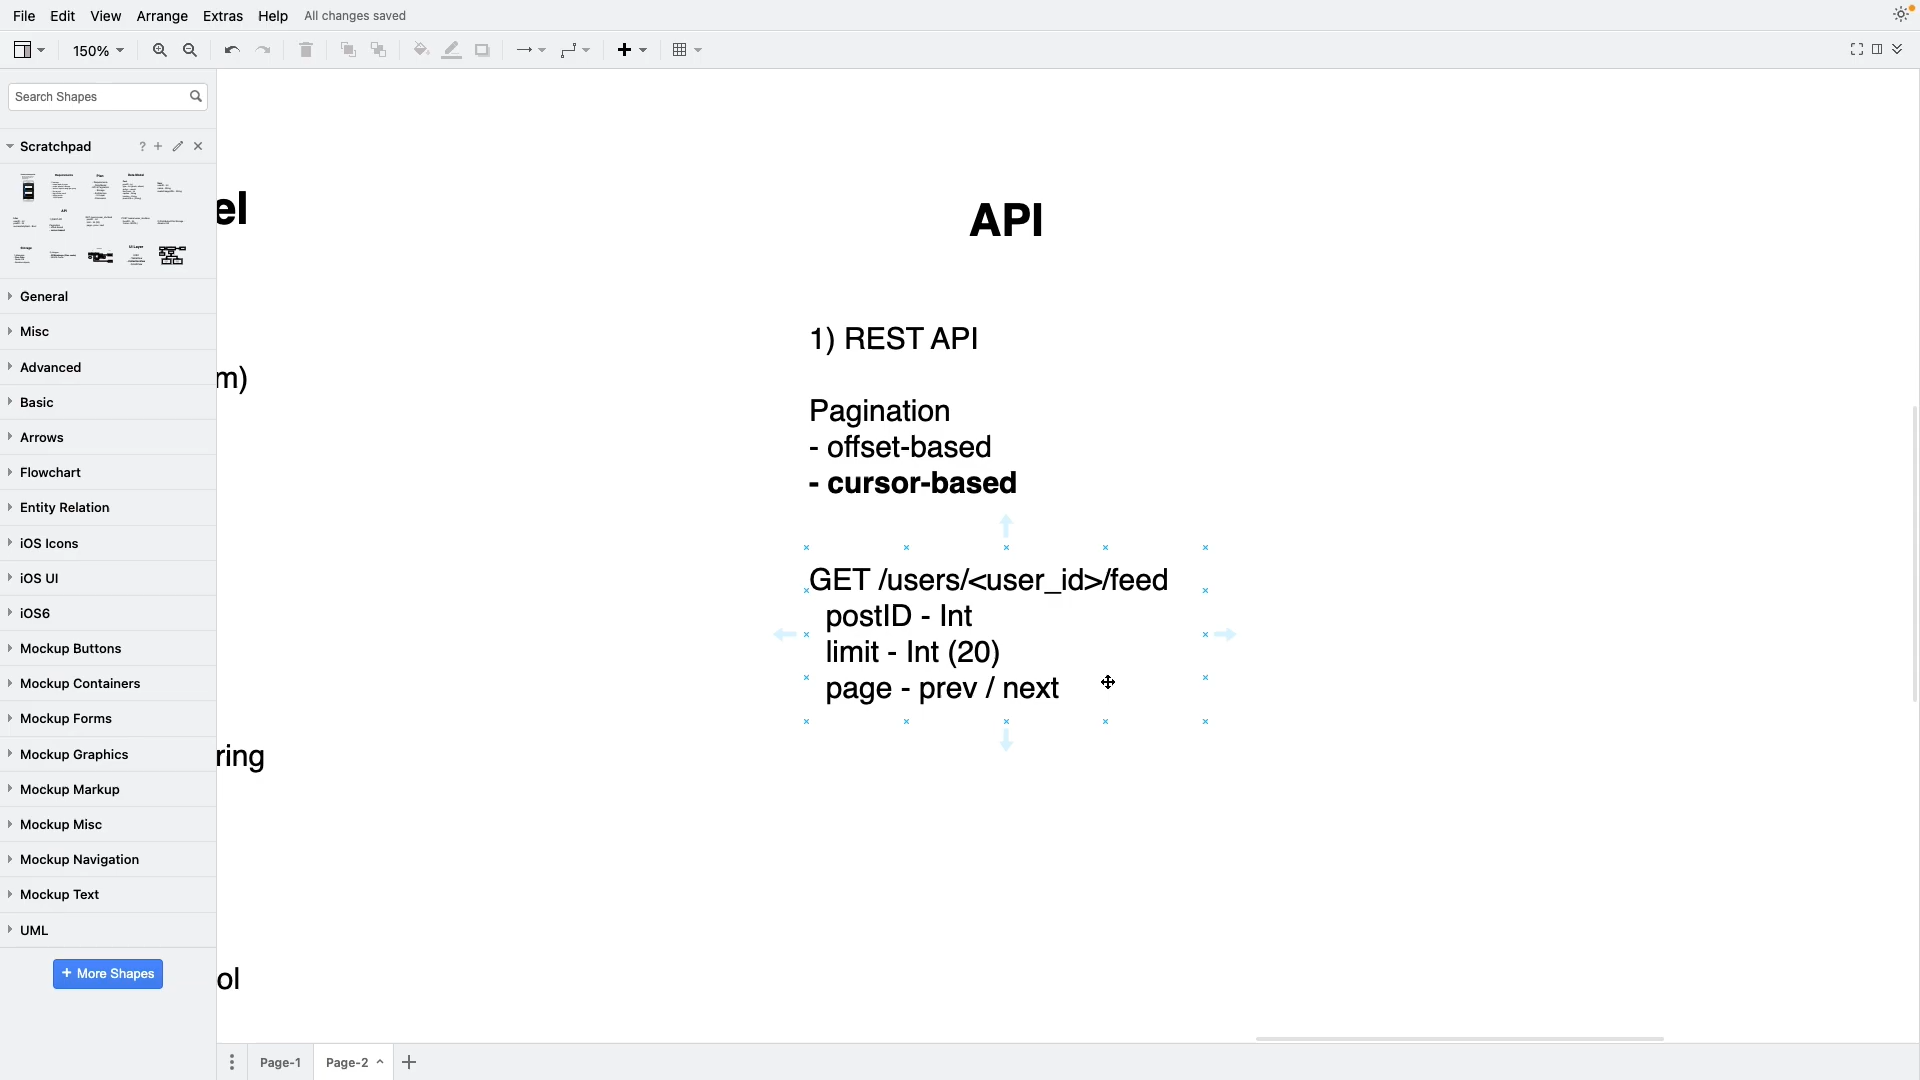 File Edit View Arrange Extras Help All changes saved
150%
Search Shapes
Scratchpad ? +
General
Misc
Advanced
Basic
Arrows
Flowchart
Entity Relation
iOS Icons
iOS UI
iOS6
Mockup Buttons
Mockup Containers
Mockup Forms
Mockup Graphics
Mockup Markup
Mockup Misc
Mockup Navigation
Mockup Text
UML
+ More Shapes
el
m)
ring
ol
API
1) REST API
Pagination
- offset-based
- cursor-based
GET /users/<user_id>/feed
postID - Int
limit - Int (20)
page - prev / next
Page-1 Page-2